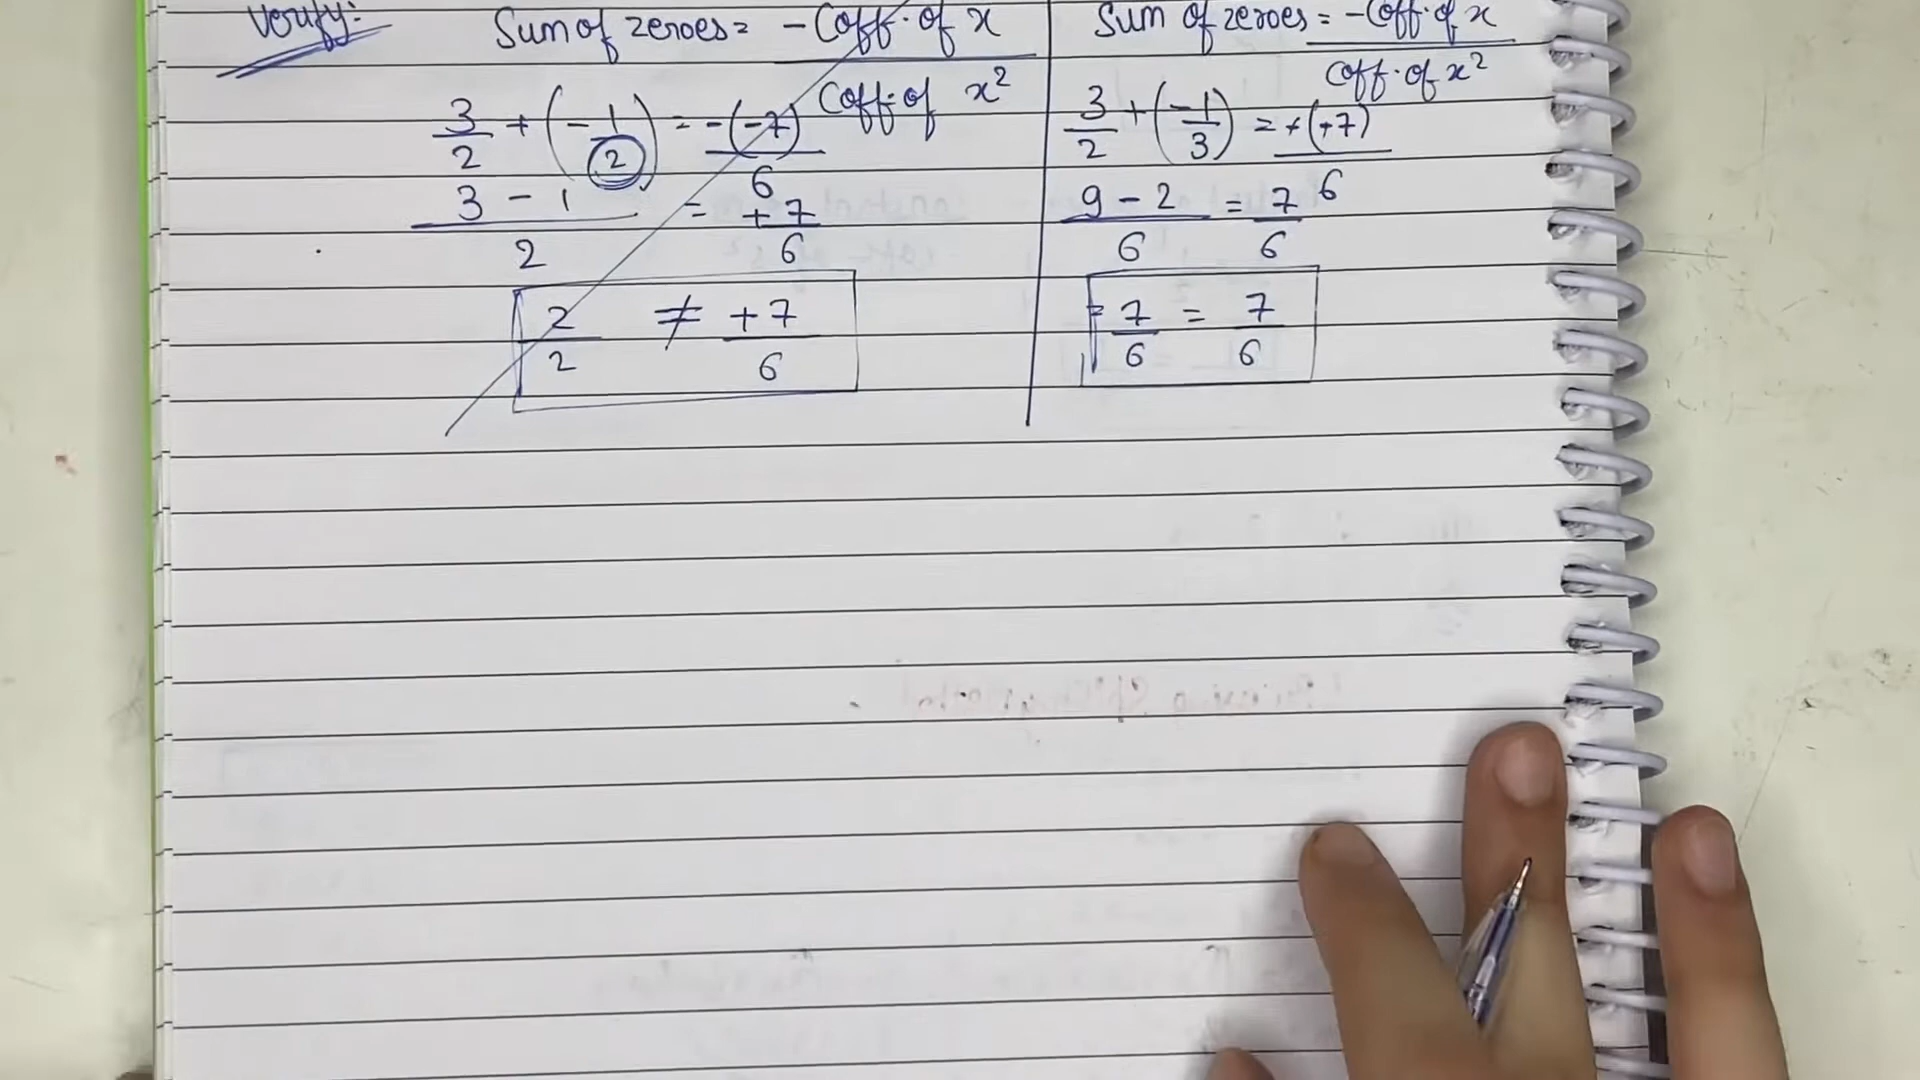 Verify:
Sum of zeroes = -Coff. of x
Coff. of x²
3/2 + (-1/2) = -(-7)/6
3 - 1/2 = +7/6
2/2 ≠ +7/6
Sum of zeroes = -Coff. of x
Coff. of x²
3/2 + (-1/3) = +(+7)/6
9 - 2/6 = 7/6
= 7/6 = 7/6